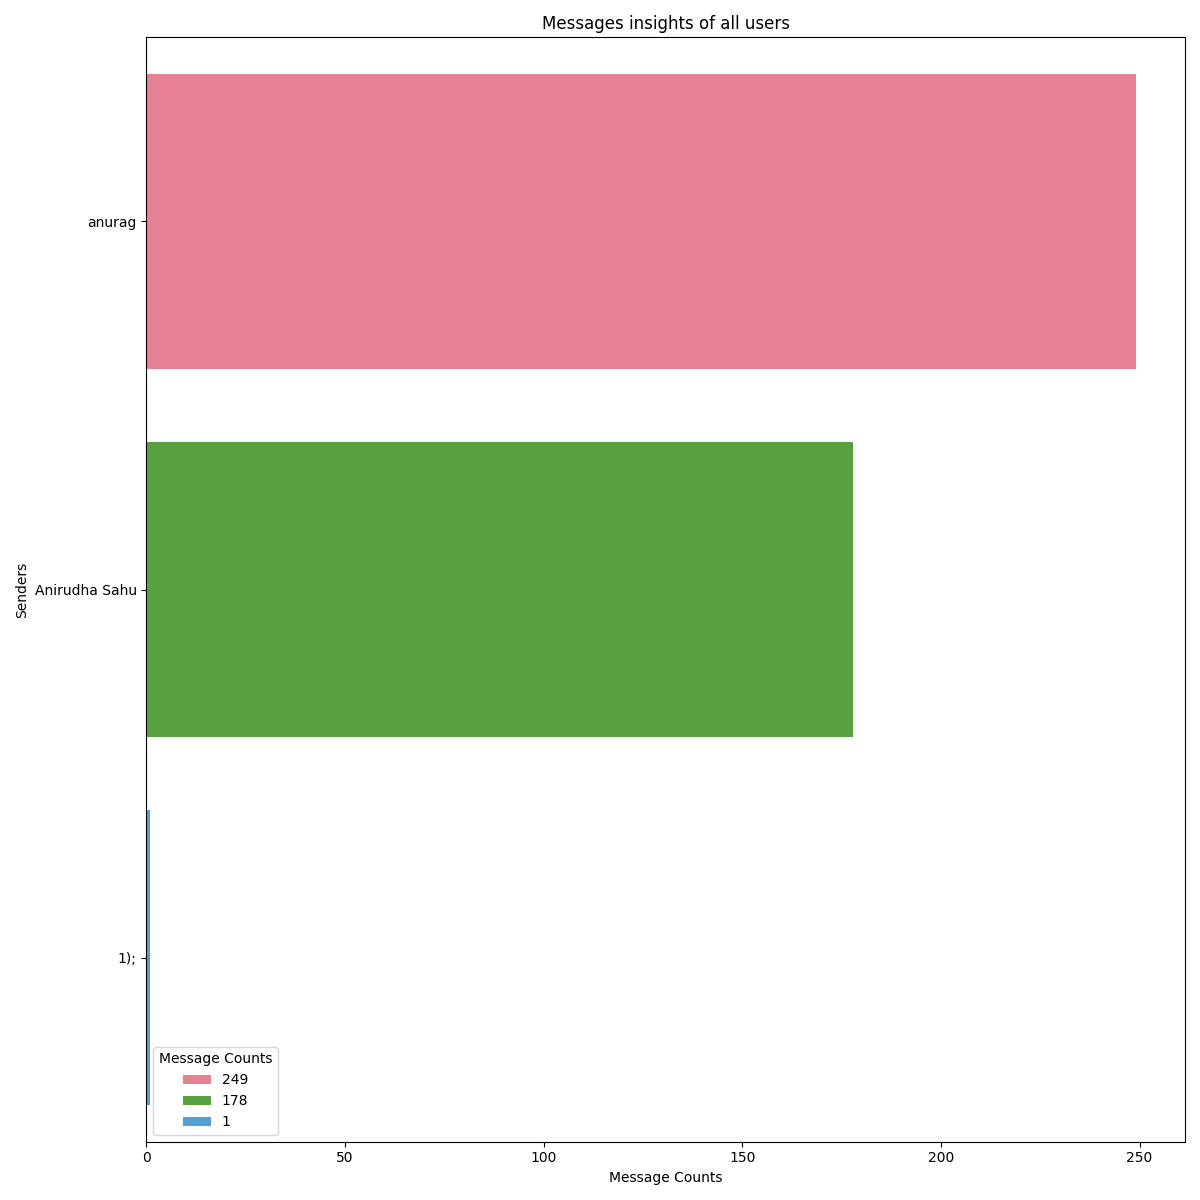 Messages insights of all users
anurag
Anirudha Sahu
1);
Senders
Message Counts
249
178
1
0 50 100 150 200 250
Message Counts